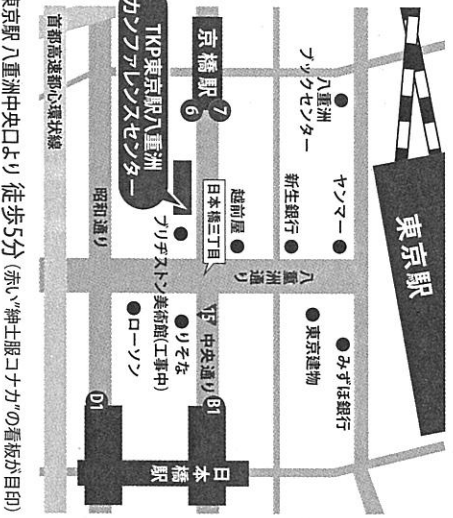 東京駅
八重洲
ブックセンター
ヤンマー
みずほ銀行
新生銀行
東京建物
八重洲通り
越前屋
日本橋三丁目
京橋駅
7
6
15
中央通り
B1
TKP東京駅八重洲
カンファレンスセンター
ブリヂストン美術館(工事中)
りそな
ローソン
日本橋駅
D1
昭和通り
首都高速都心環状線
東京駅 八重洲中央口より 徒歩5分 (赤い"紳士服コナカ"の看板が目印)